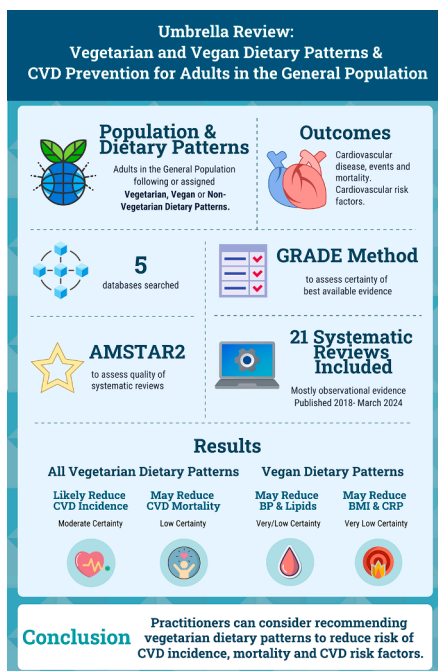 Umbrella Review:
Vegetarian and Vegan Dietary Patterns &
CVD Prevention for Adults in the General Population
Population &
Dietary Patterns
Adults in the General Population
following or assigned
Vegetarian, Vegan or Non-
Vegetarian Dietary Patterns.
Outcomes
Cardiovascular
disease, events and
mortality.
Cardiovascular risk
factors.
5
databases searched
GRADE Method
to assess certainty of
best available evidence
AMSTAR2
to assess quality of
systematic reviews
21 Systematic
Reviews
Included
Mostly observational evidence
Published 2018- March 2024
Results
All Vegetarian Dietary Patterns
Likely Reduce
CVD Incidence
Moderate Certainty
May Reduce
CVD Mortality
Low Certainty
Vegan Dietary Patterns
May Reduce
BP & Lipids
Very/Low Certainty
May Reduce
BMI & CRP
Very Low Certainty
Conclusion
Practitioners can consider recommending
vegetarian dietary patterns to reduce risk of
CVD incidence, mortality and CVD risk factors.